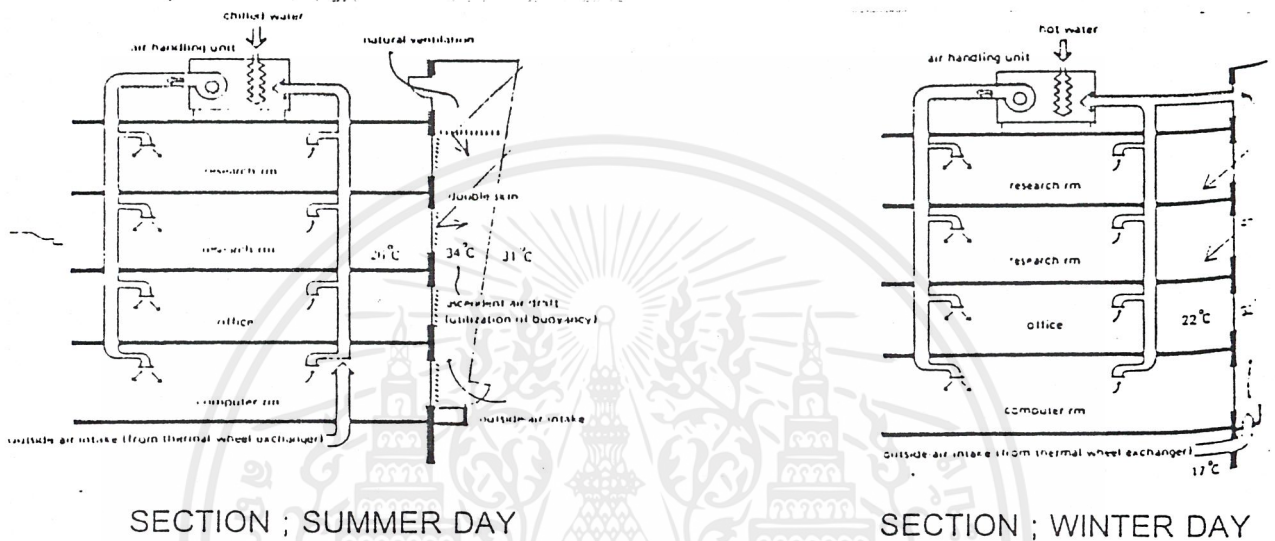 chilled water
natural ventilation
air handling unit
research rm
double skin
research rm
34°C
31°C
ascendent air draft
(utilization of buoyancy)
office
computer rm
outside air intake
outside air intake (from thermal wheel exchanger)
SECTION ; SUMMER DAY
hot water
air handling unit
research rm
research rm
office
22°C
computer rm
outside air intake (from thermal wheel exchanger)
17°C
SECTION ; WINTER DAY